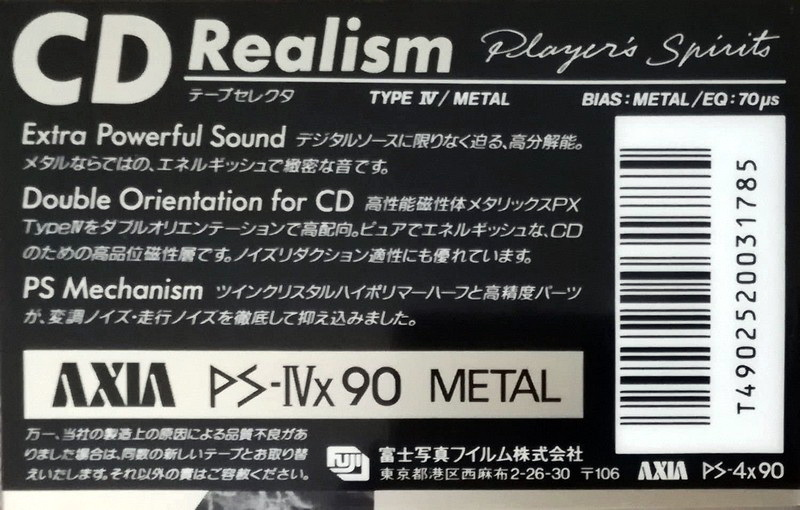 CD Realism Player's Spirits
テープセレクタ TYPE IV/METAL BIAS:METAL/EQ:70μs
Extra Powerful Sound デジタルソースに限りなく迫る、高分解能。
メタルならではの、エネルギッシュで緻密な音です。
Double Orientation for CD 高性能磁性体メタリックスPX
TypeⅣをダブルオリエンテーションで高配向。ピュアでエネルギッシュな、CD
のための高品位磁性層です。ノイズリダクション適性にも優れています。
PS Mechanism ツインクリスタルハイポリマーハーフと高精度パーツ
が、変調ノイズ・走行ノイズを徹底して抑え込みました。
AXIA PS-IVx90 METAL
万一、当社の製造上の原因による品質不良があ
りました場合は、同数の新しいテープとお取り替
えいたします。それ以外の責はご容赦ください。
FUJI 富士写真フイルム株式会社
東京都港区西麻布2-26-30 〒106
T4902520031785
AXIA PS-4x90